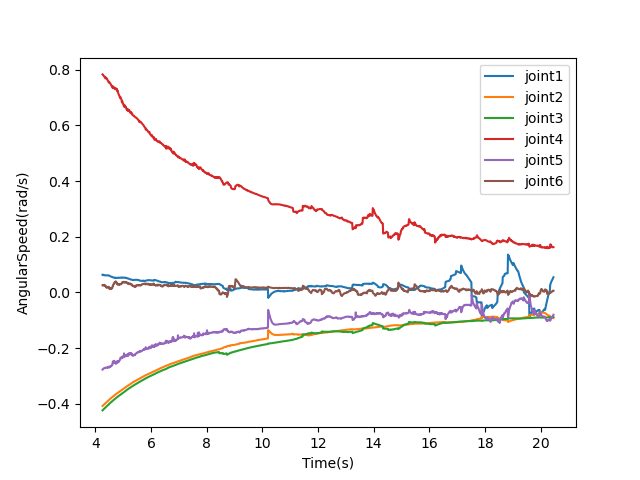 AngularSpeed(rad/s)
0.8
0.6
0.4
0.2
0.0
−0.2
−0.4
joint1
joint2
joint3
joint4
joint5
joint6
4 6 8 10 12 14 16 18 20
Time(s)